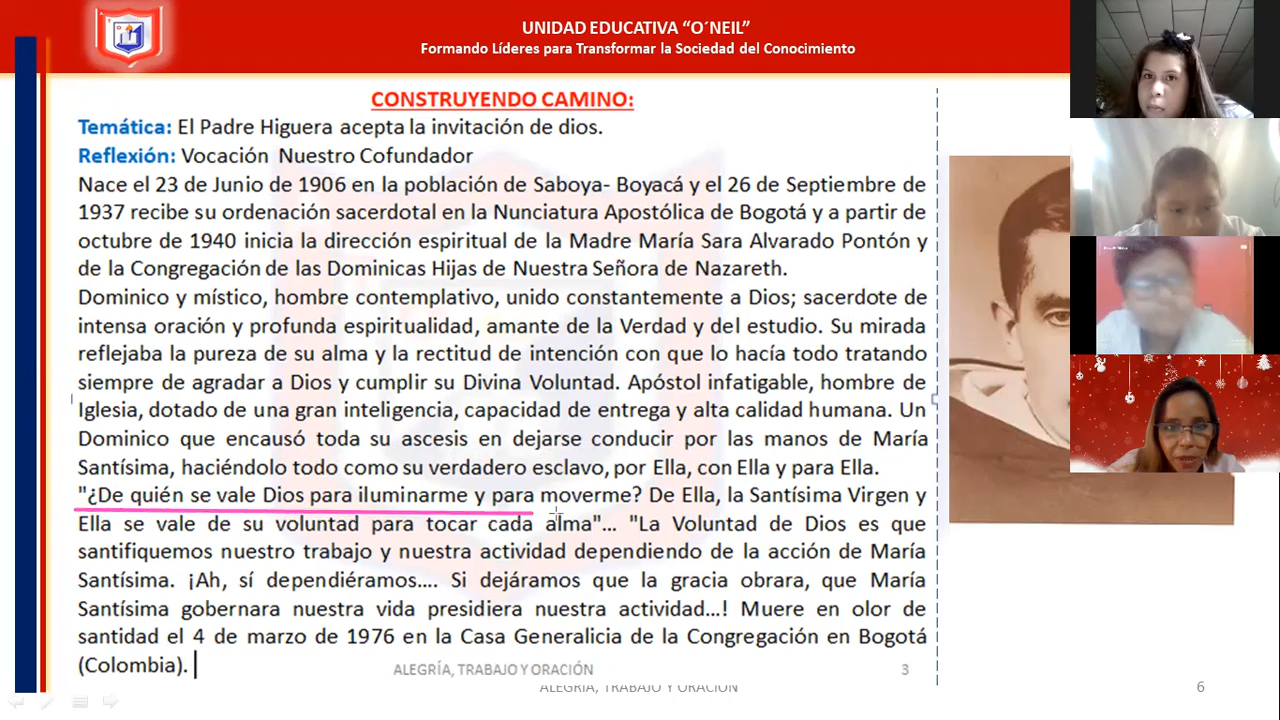 UNIDAD EDUCATIVA “O´NEIL”
Formando Líderes para Transformar la Sociedad del Conocimiento
CONSTRUYENDO CAMINO:
Temática: El Padre Higuera acepta la invitación de dios.
Reflexión: Vocación Nuestro Cofundador
Nace el 23 de Junio de 1906 en la población de Saboya- Boyacá y el 26 de Septiembre de
1937 recibe su ordenación sacerdotal en la Nunciatura Apostólica de Bogotá y a partir de
octubre de 1940 inicia la dirección espiritual de la Madre María Sara Alvarado Pontón y
de la Congregación de las Dominicas Hijas de Nuestra Señora de Nazareth.
Dominico y místico, hombre contemplativo, unido constantemente a Dios; sacerdote de
intensa oración y profunda espiritualidad, amante de la Verdad y del estudio. Su mirada
reflejaba la pureza de su alma y la rectitud de intención con que lo hacía todo tratando
siempre de agradar a Dios y cumplir su Divina Voluntad. Apóstol infatigable, hombre de
Iglesia, dotado de una gran inteligencia, capacidad de entrega y alta calidad humana. Un
Dominico que encausó toda su ascesis en dejarse conducir por las manos de María
Santísima, haciéndolo todo como su verdadero esclavo, por Ella, con Ella y para Ella.
"¿De quién se vale Dios para iluminarme y para moverme? De Ella, la Santísima Virgen y
Ella se vale de su voluntad para tocar cada alma"... "La Voluntad de Dios es que
santifiquemos nuestro trabajo y nuestra actividad dependiendo de la acción de María
Santísima. ¡Ah, sí dependiéramos.... Si dejáramos que la gracia obrara, que María
Santísima gobernara nuestra vida presidiera nuestra actividad...! Muere en olor de
santidad el 4 de marzo de 1976 en la Casa Generalicia de la Congregación en Bogotá
(Colombia).
ALEGRÍA, TRABAJO Y ORACIÓN 3
ALEGRIA, TRABAJO Y ORACION 6